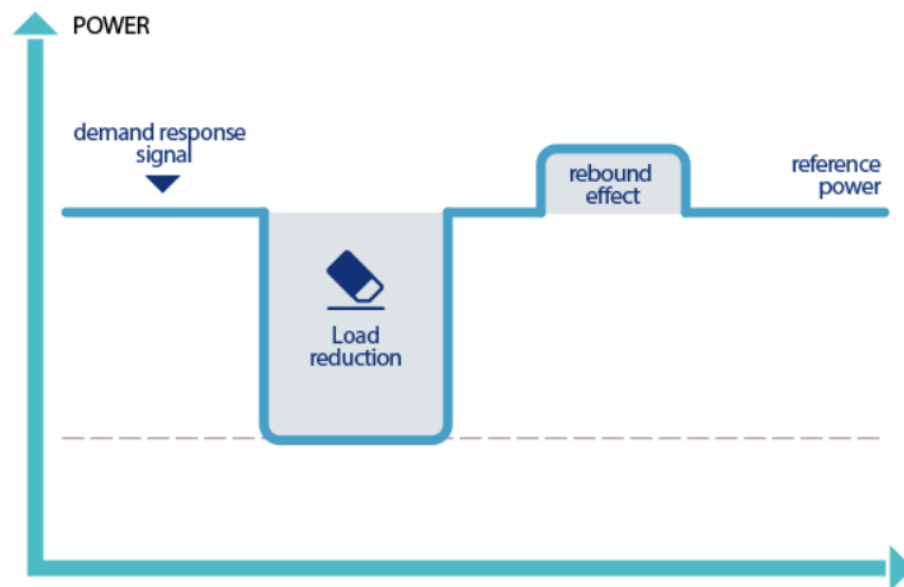 POWER
demand response
signal
rebound
effect
reference
power
Load
reduction